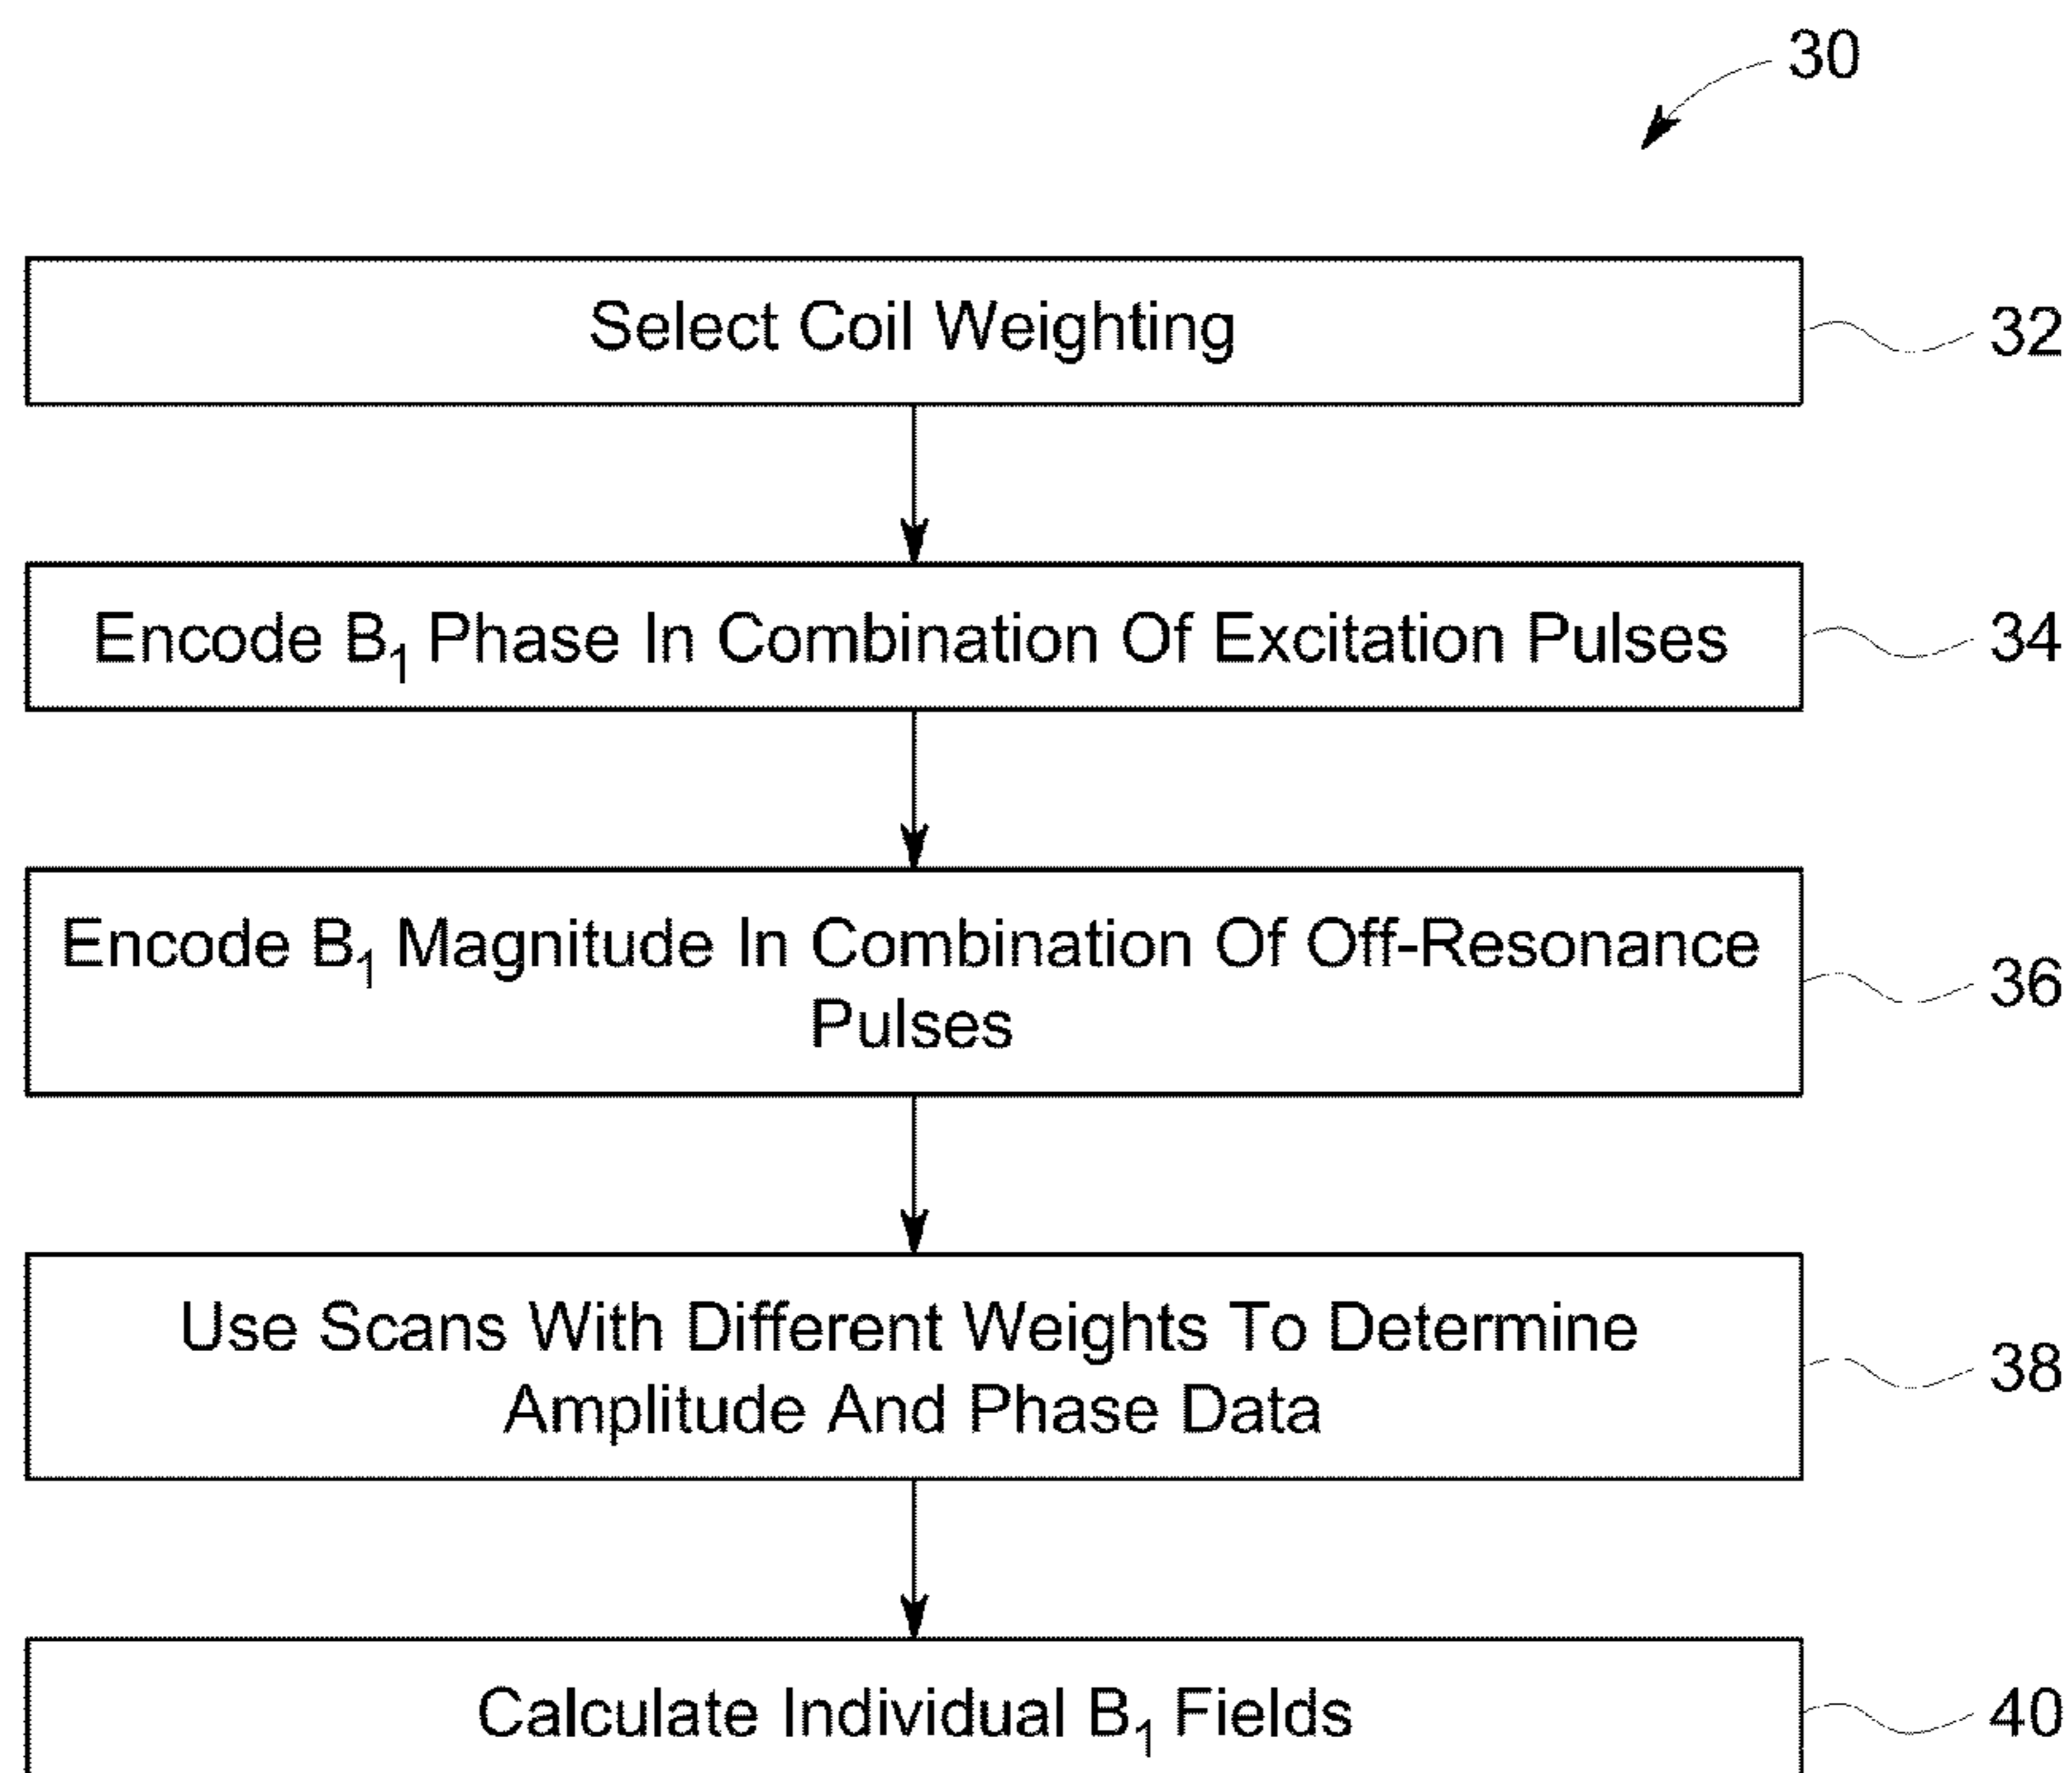 30
Select Coil Weighting
32
Encode B₁ Phase In Combination Of Excitation Pulses
34
Encode B₁ Magnitude In Combination Of Off-Resonance
Pulses
36
Use Scans With Different Weights To Determine
Amplitude And Phase Data
38
Calculate Individual B₁ Fields
40